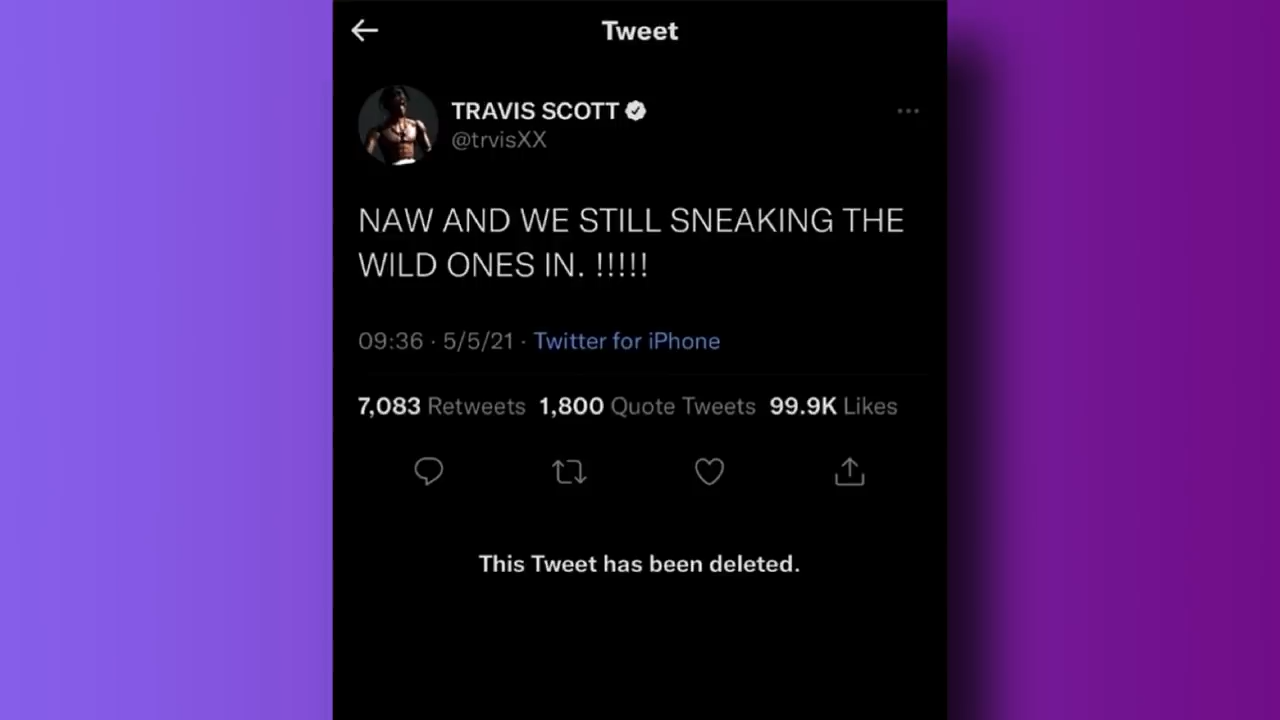 Tweet
TRAVIS SCOTT
@trvisXX
NAW AND WE STILL SNEAKING THE
WILD ONES IN. !!!!!
09:36 · 5/5/21 · Twitter for iPhone
7,083 Retweets 1,800 Quote Tweets 99.9K Likes
This Tweet has been deleted.